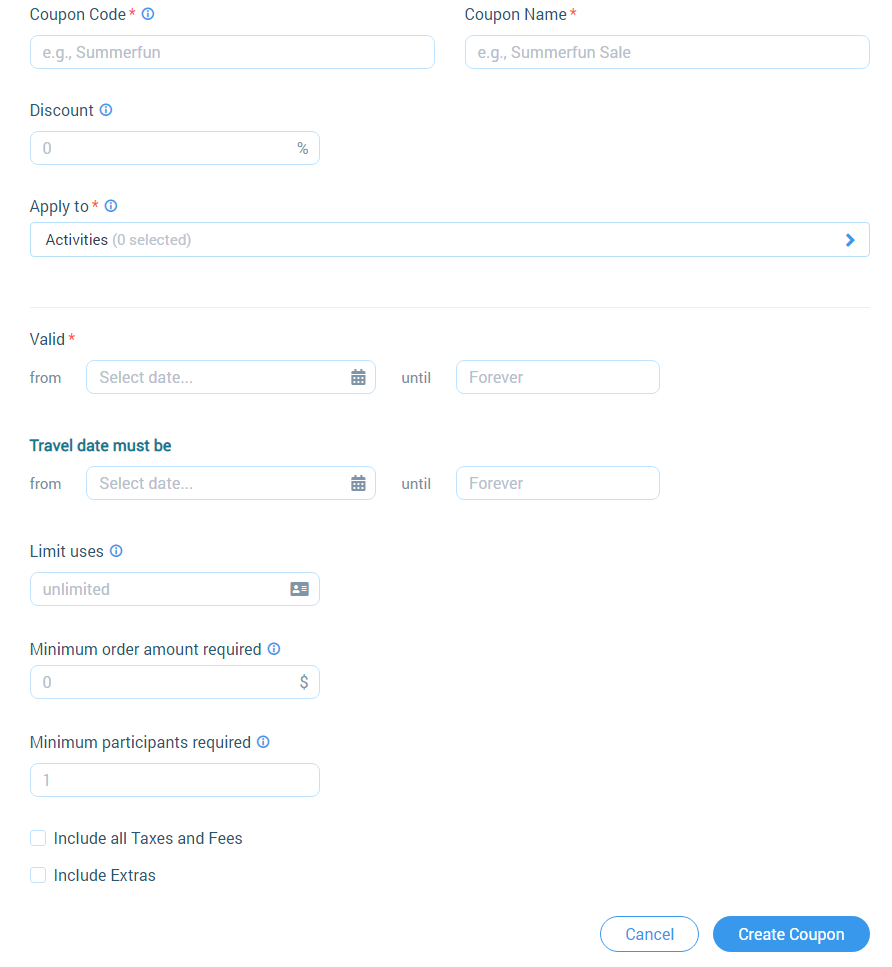 Coupon Code*
Coupon Name*
e.g., Summerfun
e.g., Summerfun Sale
Discount
0 %
Apply to*
Activities (0 selected)
Valid*
from Select date... until Forever
Travel date must be
from Select date... until Forever
Limit uses
unlimited
Minimum order amount required
0 $
Minimum participants required
1
Include all Taxes and Fees
Include Extras
Cancel
Create Coupon